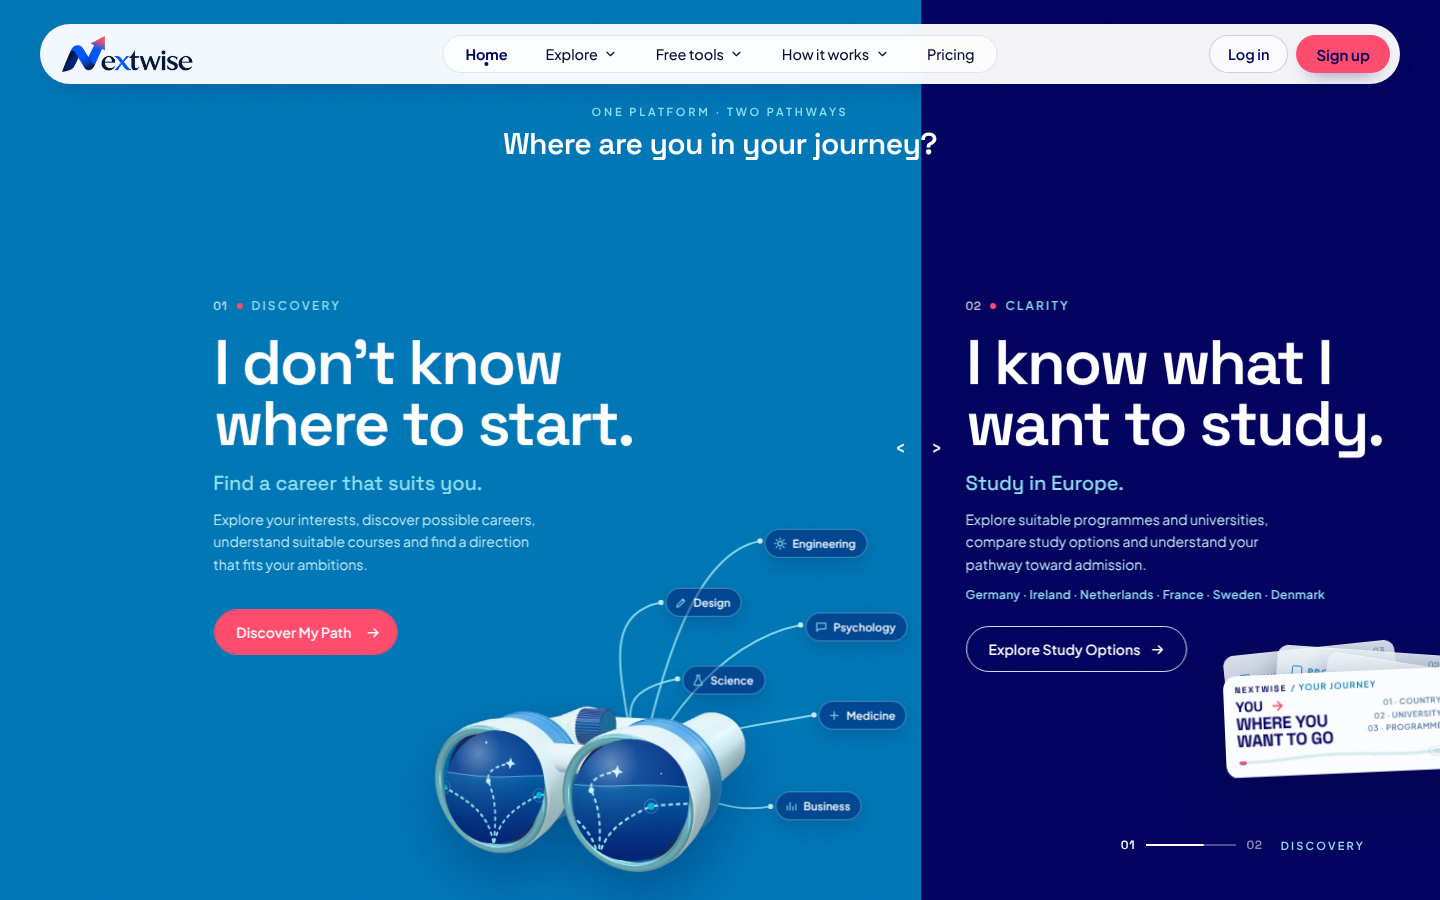 Nextwise
Home
Explore
Free tools
How it works
Pricing
Log in
Sign up
ONE PLATFORM · TWO PATHWAYS
Where are you in your journey?
01 • DISCOVERY
I don't know
where to start.
Find a career that suits you.
Explore your interests, discover possible careers,
understand suitable courses and find a direction
that fits your ambitions.
Discover My Path →
Engineering
Design
Psychology
Science
Medicine
Business
< >
02 • CLARITY
I know what I
want to study.
Study in Europe.
Explore suitable programmes and universities,
compare study options and understand your
pathway toward admission.
Germany · Ireland · Netherlands · France · Sweden · Denmark
Explore Study Options →
03
02
NEXTWISE / YOUR JOURNEY
YOU →
WHERE YOU
WANT TO GO
01 · COUNTRY
02 · UNIVERSITY
03 · PROGRAMME
01
02
DISCOVERY